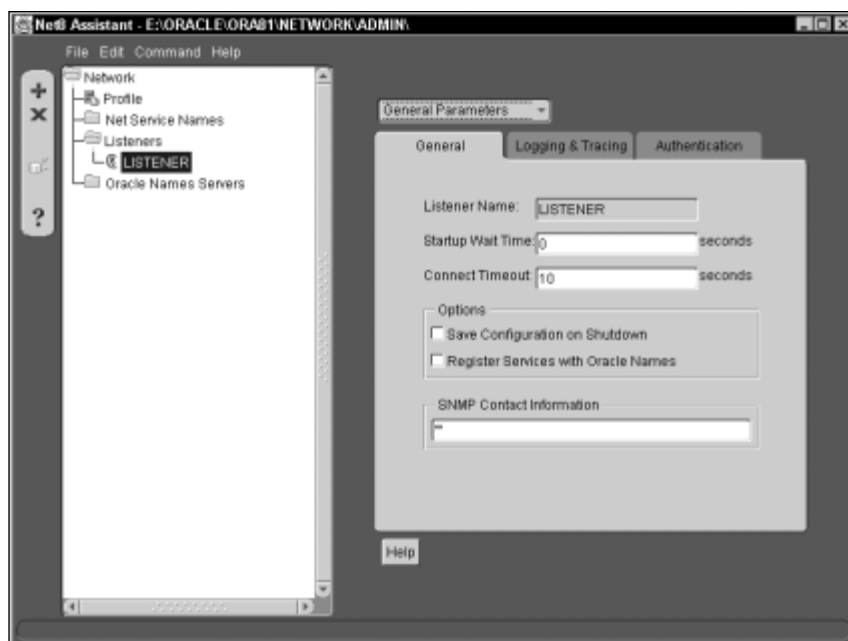 Net8 Assistant - E:\ORACLE\ORA81\NETWORK\ADMIN\
File Edit Command Help
Network
Profile
Net Service Names
Listeners
LISTENER
Oracle Names Servers
?
General Parameters
General Logging & Tracing Authentication
Listener Name: LISTENER
Startup Wait Time: 0 seconds
Connect Timeout 10 seconds
Options
Save Configuration on Shutdown
Register Services with Oracle Names
SNMP Contact Information
""
Help